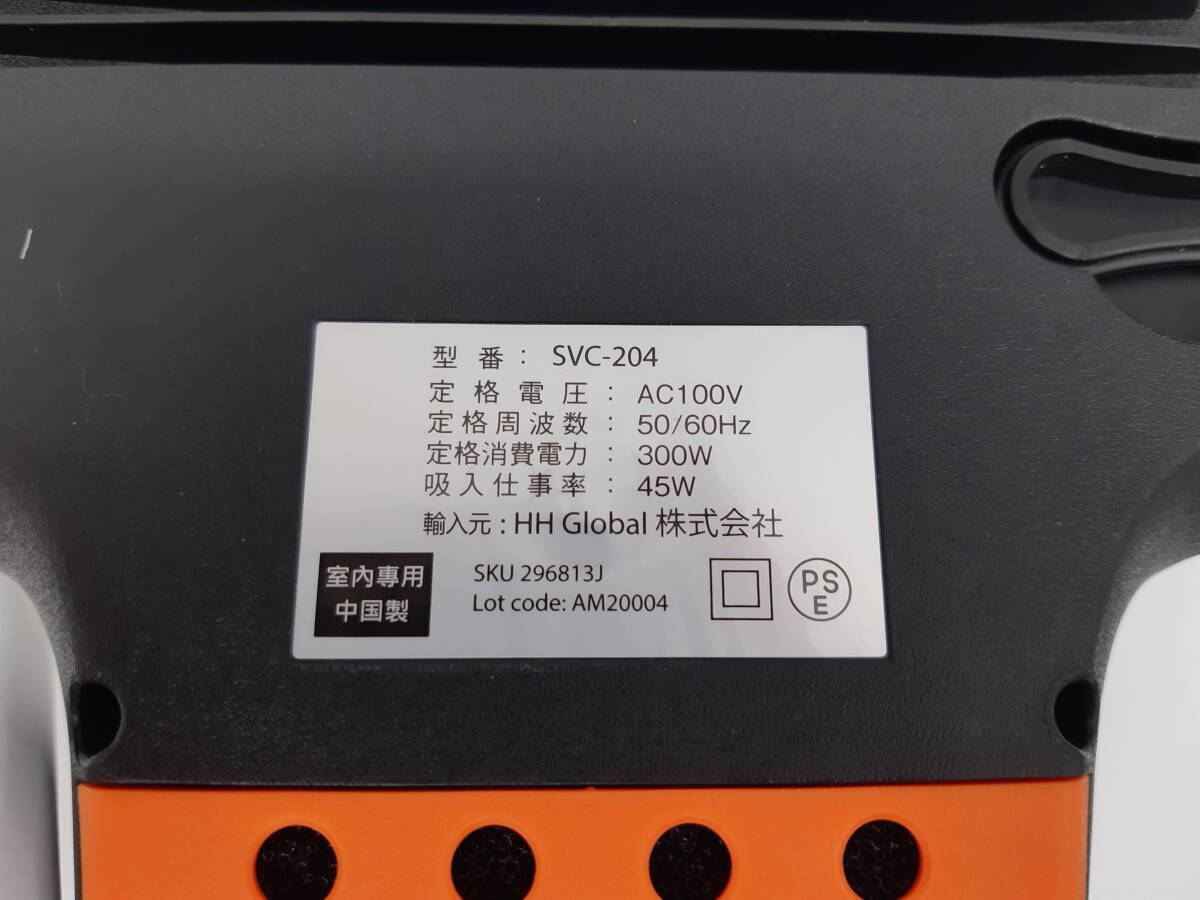 型番： SVC-204
定格電圧： AC100V
定格周波数： 50/60Hz
定格消費電力： 300W
吸入仕事率： 45W
輸入元 : HH Global 株式会社
室內專用
中国製
SKU 296813J
Lot code: AM20004
PS
E